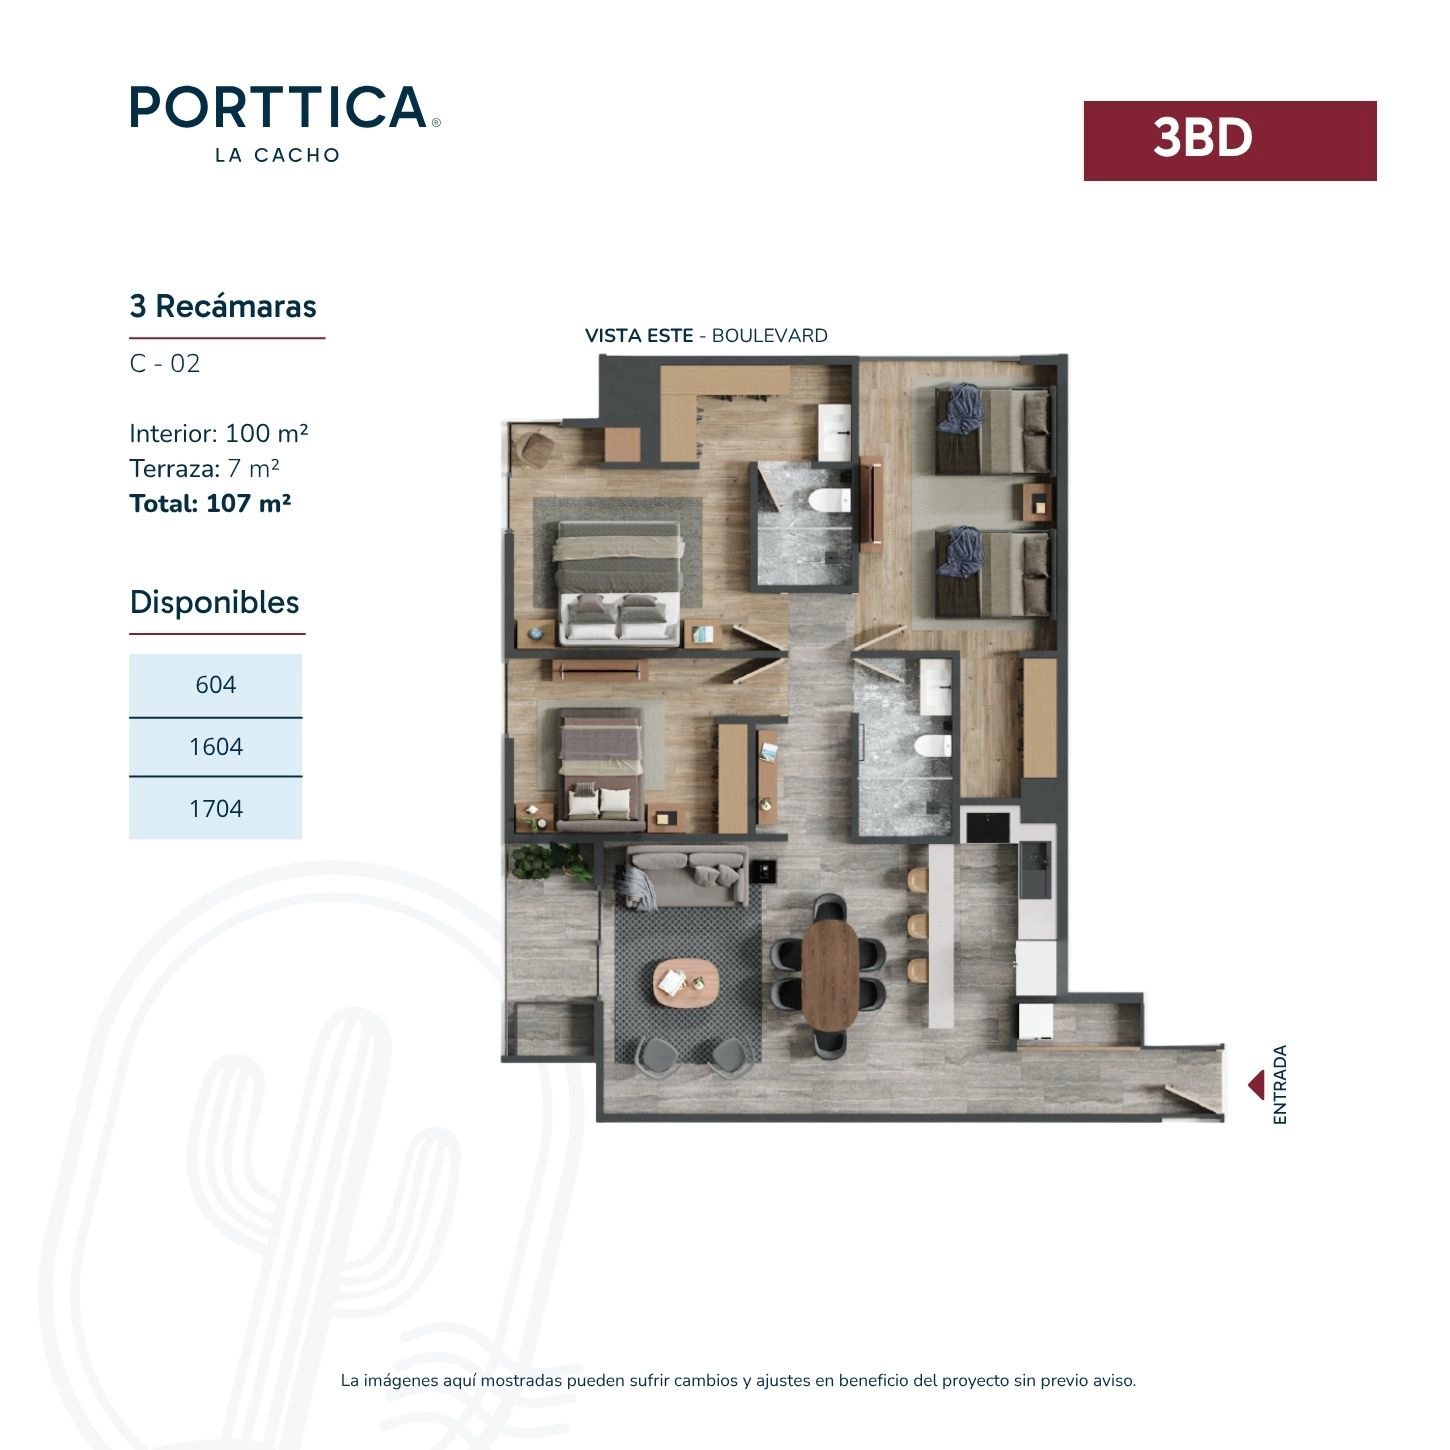 PORTTICA®
LA CACHO
3BD
3 Recámaras
C - 02
Interior: 100 m²
Terraza: 7 m²
Total: 107 m²
Disponibles
604
1604
1704
VISTA ESTE - BOULEVARD
ENTRADA
La imágenes aquí mostradas pueden sufrir cambios y ajustes en beneficio del proyecto sin previo aviso.